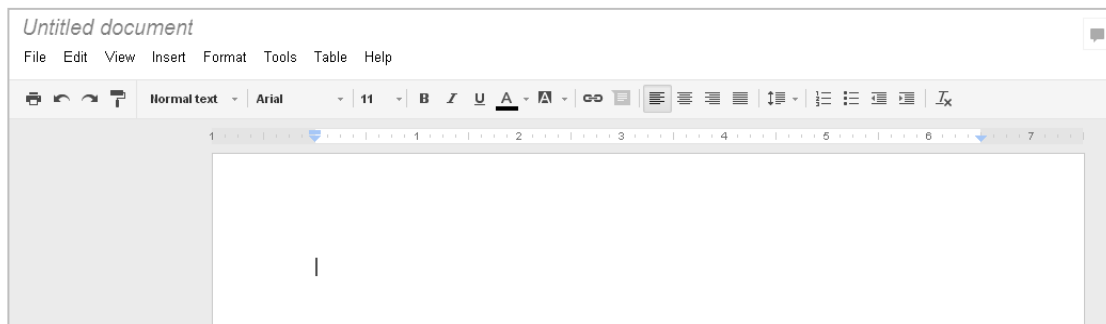 Untitled document
File Edit View Insert Format Tools Table Help
Normal text Arial 11 B I U A A Tx
1 1 2 3 4 5 6 7